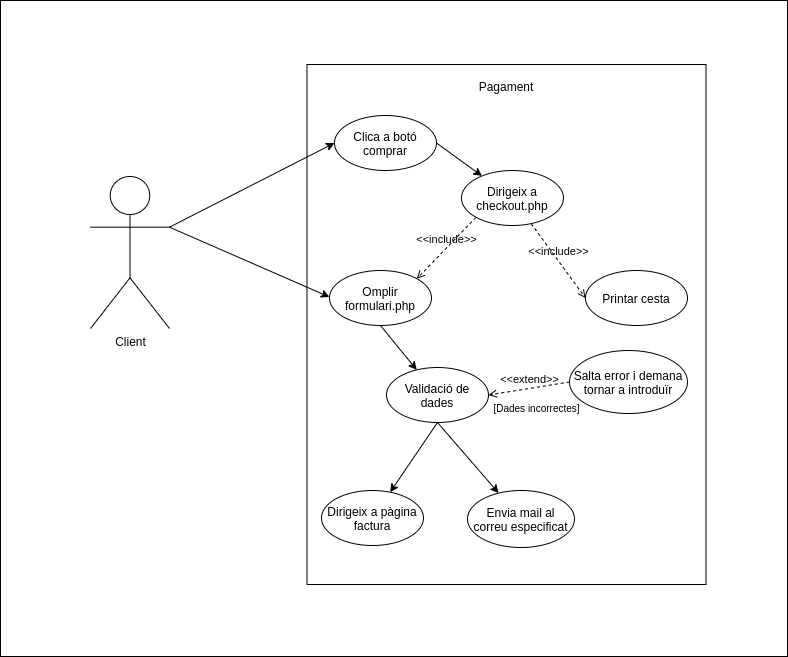 Pagament
Clica a botó
comprar
Dirigeix a
checkout.php
<<include>>
<<include>>
Omplir
formulari.php
Printar cesta
Client
Validació de
dades
<<extend>>
[Dades incorrectes]
Salta error i demana
tornar a introduïr
Dirigeix a pàgina
factura
Envia mail al
correu especificat